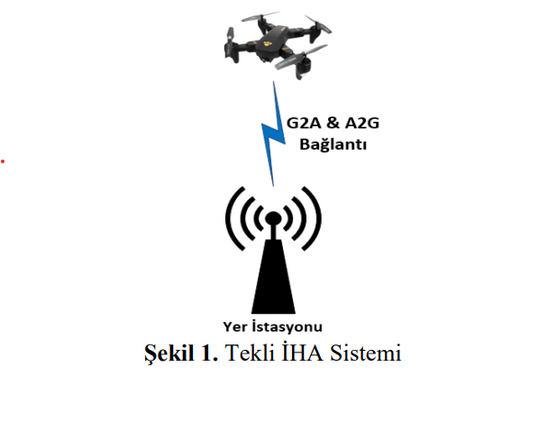 G2A & A2G
Bağlantı
Yer İstasyonu
Şekil 1. Tekli İHA Sistemi